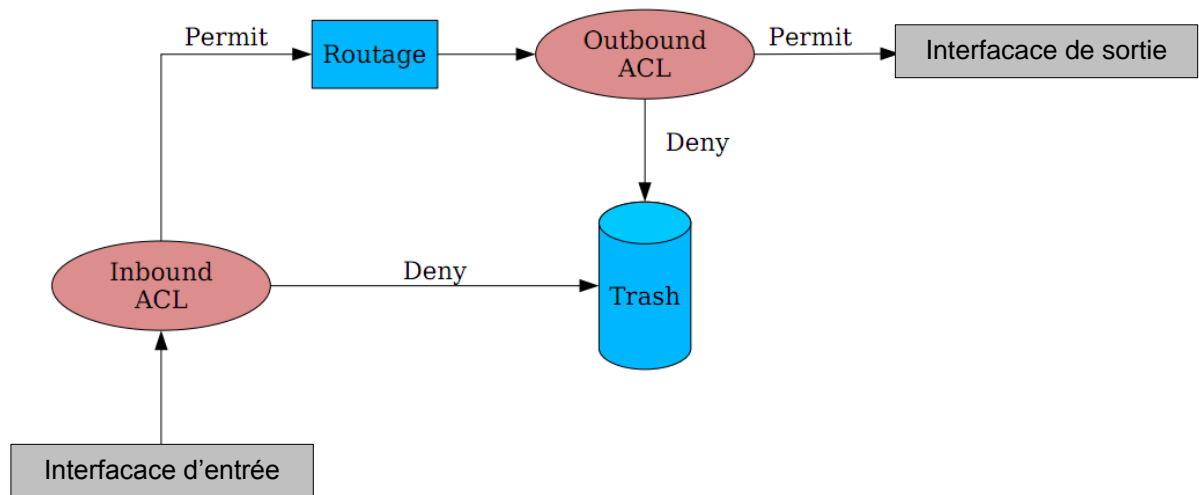 Permit
Routage
Outbound
ACL
Permit
Interfacace de sortie
Deny
Inbound
ACL
Deny
Trash
Interfacace d’entrée